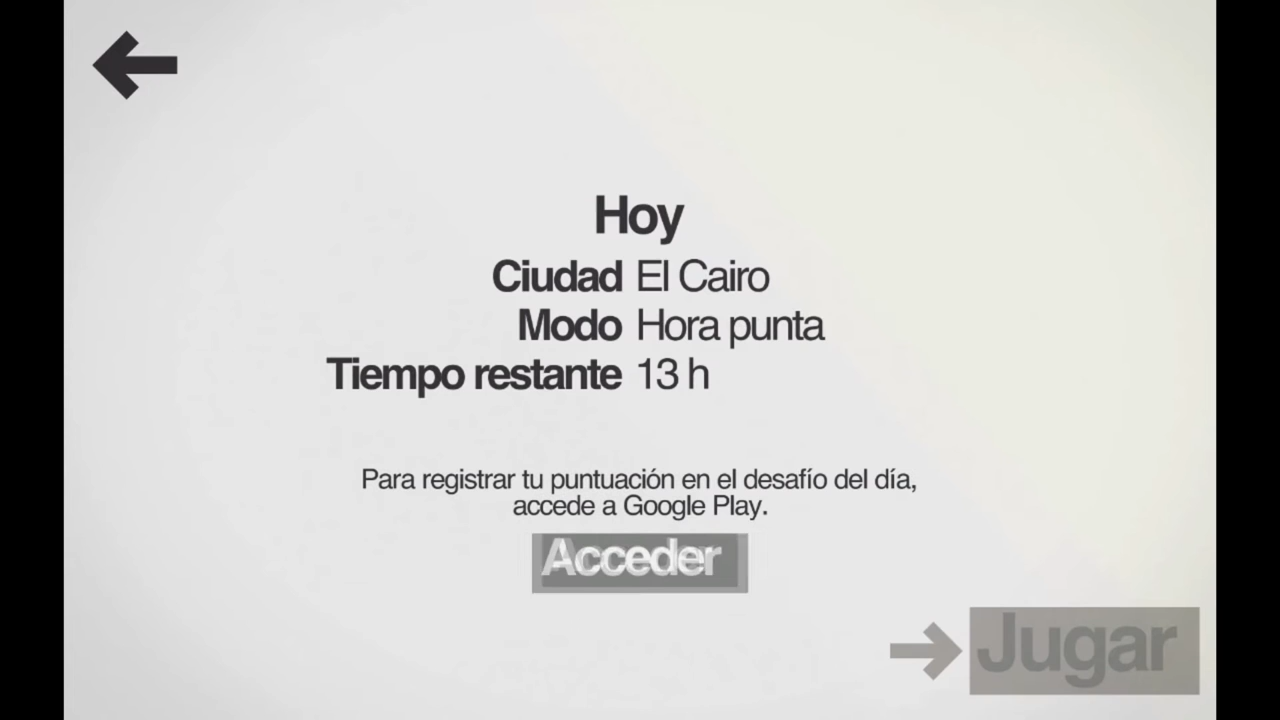 Hoy
Ciudad El Cairo
Modo Hora punta
Tiempo restante 13 h
Para registrar tu puntuación en el desafío del día,
accede a Google Play.
Acceder
Jugar